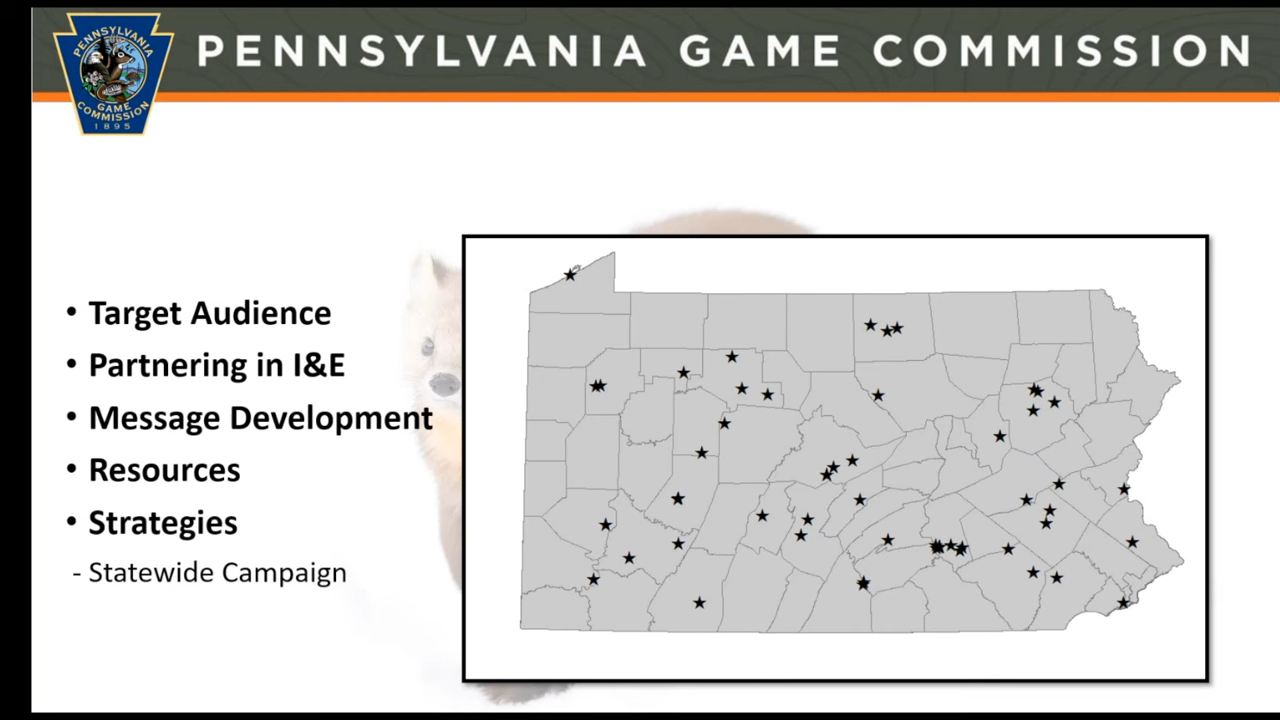 PENNSYLVANIA GAME COMMISSION
PENNSYLVANIA
GAME
COMMISSION
1895
• Target Audience
• Partnering in I&E
• Message Development
• Resources
• Strategies
- Statewide Campaign